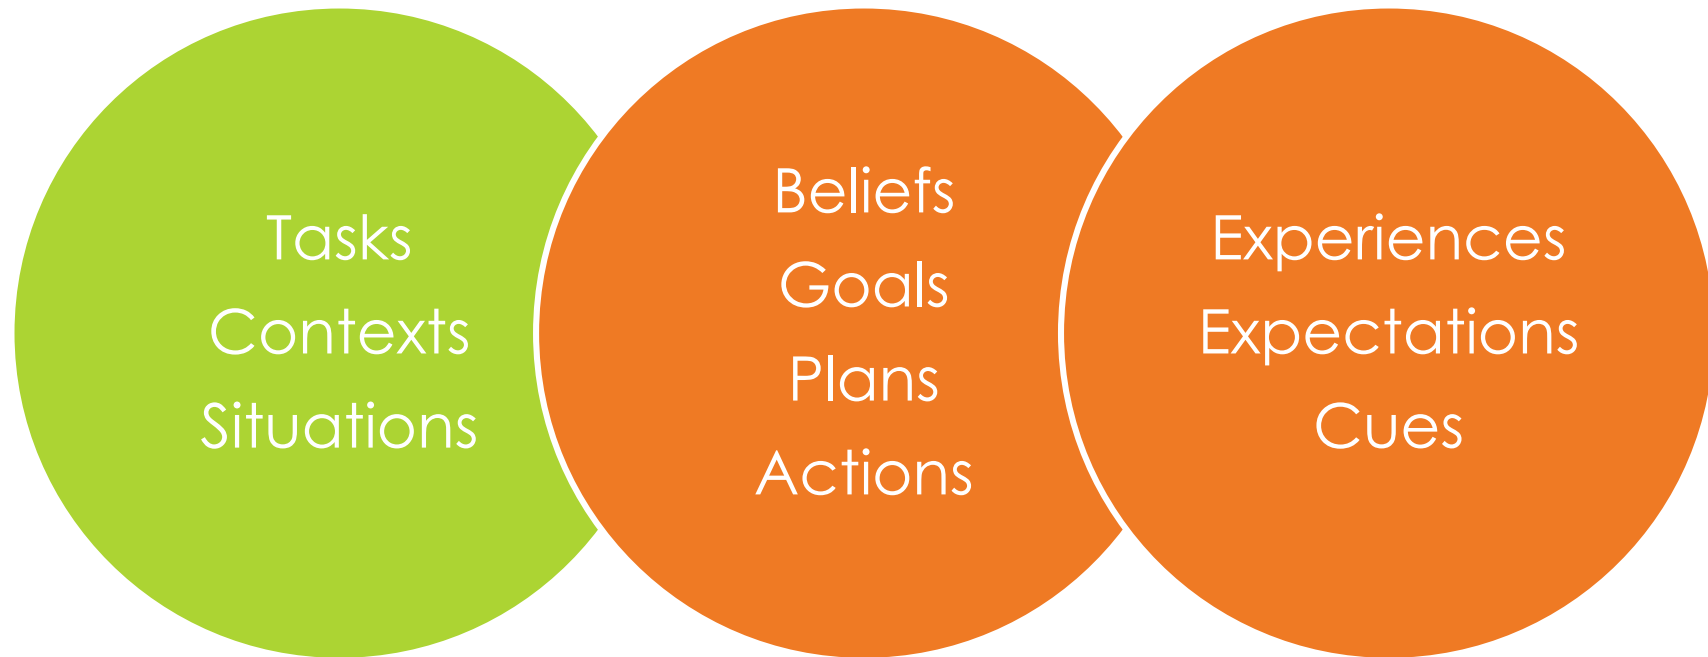 Tasks
Contexts
Situations
Beliefs
Goals
Plans
Actions
Experiences
Expectations
Cues